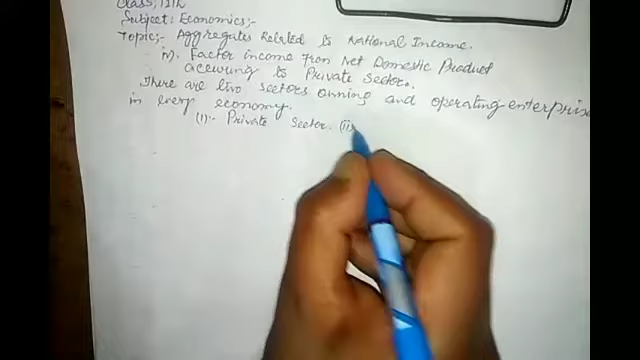 Class; 12th
Subject: Economics;-
Topic;- Aggregates Related to National Income.
iv). Factor income from Net Domestic Product
accruing to Private Sector.
There are two sectors owning and operating enterprise
in every economy.
(i):- Private Sector. (ii)